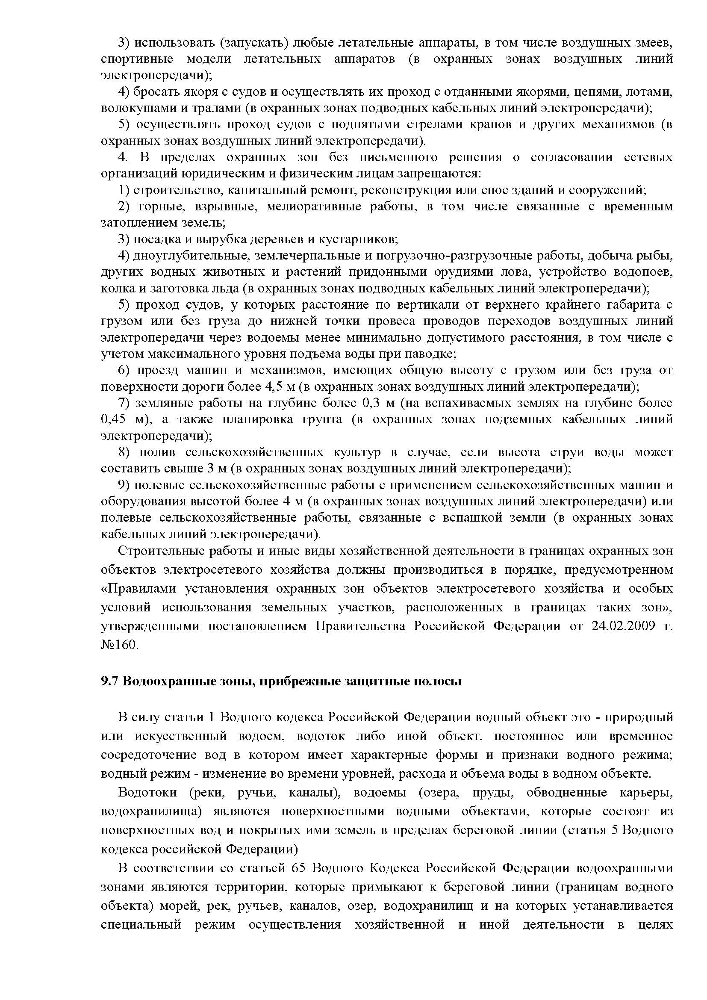 3) использовать (запускать) любые летательные аппараты, в том числе воздушных змеев,
спортивные модели летательных аппаратов (в охранных зонах воздушных линий
электропередачи);
4) бросать якоря с судов и осуществлять их проход с отданными якорями, цепями, лотами,
волокушами и тралами (в охранных зонах подводных кабельных линий электропередачи);
5) осуществлять проход судов с поднятыми стрелами кранов и других механизмов (в
охранных зонах воздушных линий электропередачи).
4. В пределах охранных зон без письменного решения о согласовании сетевых
организаций юридическим и физическим лицам запрещаются:
1) строительство, капитальный ремонт, реконструкция или снос зданий и сооружений;
2) горные, взрывные, мелиоративные работы, в том числе связанные с временным
затоплением земель;
3) посадка и вырубка деревьев и кустарников;
4) дноуглубительные, землечерпальные и погрузочно-разгрузочные работы, добыча рыбы,
других водных животных и растений придонными орудиями лова, устройство водопоев,
колка и заготовка льда (в охранных зонах подводных кабельных линий электропередачи);
5) проход судов, у которых расстояние по вертикали от верхнего крайнего габарита с
грузом или без груза до нижней точки провеса проводов переходов воздушных линий
электропередачи через водоемы менее минимально допустимого расстояния, в том числе с
учетом максимального уровня подъема воды при паводке;
6) проезд машин и механизмов, имеющих общую высоту с грузом или без груза от
поверхности дороги более 4,5 м (в охранных зонах воздушных линий электропередачи);
7) земляные работы на глубине более 0,3 м (на вспахиваемых землях на глубине более
0,45 м), а также планировка грунта (в охранных зонах подземных кабельных линий
электропередачи);
8) полив сельскохозяйственных культур в случае, если высота струи воды может
составить свыше 3 м (в охранных зонах воздушных линий электропередачи);
9) полевые сельскохозяйственные работы с применением сельскохозяйственных машин и
оборудования высотой более 4 м (в охранных зонах воздушных линий электропередачи) или
полевые сельскохозяйственные работы, связанные с вспашкой земли (в охранных зонах
кабельных линий электропередачи).
Строительные работы и иные виды хозяйственной деятельности в границах охранных зон
объектов электросетевого хозяйства должны производиться в порядке, предусмотренном
«Правилами установления охранных зон объектов электросетевого хозяйства и особых
условий использования земельных участков, расположенных в границах таких зон»,
утвержденными постановлением Правительства Российской Федерации от 24.02.2009 г.
№160.
9.7 Водоохранные зоны, прибрежные защитные полосы
В силу статьи 1 Водного кодекса Российской Федерации водный объект это - природный
или искусственный водоем, водоток либо иной объект, постоянное или временное
сосредоточение вод в котором имеет характерные формы и признаки водного режима;
водный режим - изменение во времени уровней, расхода и объема воды в водном объекте.
Водотоки (реки, ручьи, каналы), водоемы (озера, пруды, обводненные карьеры,
водохранилища) являются поверхностными водными объектами, которые состоят из
поверхностных вод и покрытых ими земель в пределах береговой линии (статья 5 Водного
кодекса российской Федерации)
В соответствии со статьей 65 Водного Кодекса Российской Федерации водоохранными
зонами являются территории, которые примыкают к береговой линии (границам водного
объекта) морей, рек, ручьев, каналов, озер, водохранилищ и на которых устанавливается
специальный режим осуществления хозяйственной и иной деятельности в целях